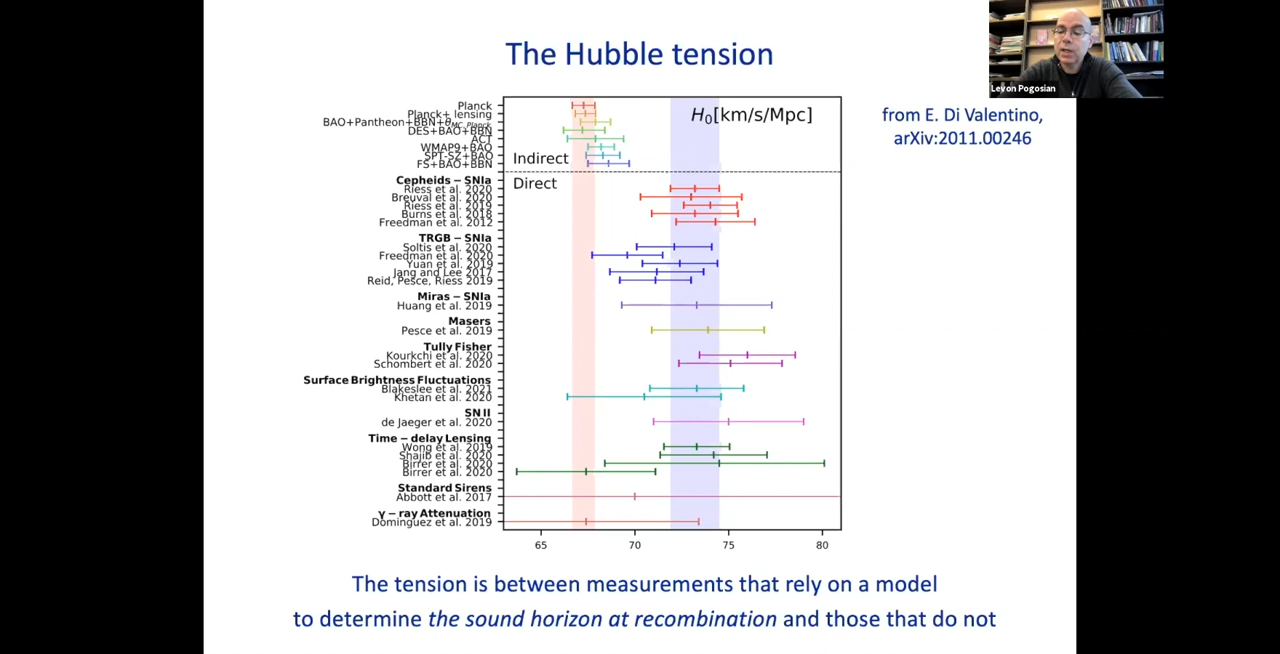 The Hubble tension
Levon Pogosian
from E. Di Valentino,
arXiv:2011.00246
H0[km/s/Mpc]
Planck
Planck+ lensing
BAO+Pantheon+BBN+θMC,Planck
DES+BAO+BBN
ACT
WMAP9+BAO
SPT-SZ+BAO
FS+BAO+BBN
Indirect
Direct
Cepheids – SNIa
Riess et al. 2020
Breuval et al. 2020
Riess et al. 2019
Burns et al. 2018
Freedman et al. 2012
TRGB – SNIa
Soltis et al. 2020
Freedman et al. 2020
Yuan et al. 2019
Jang and Lee 2017
Reid, Pesce, Riess 2019
Miras – SNIa
Huang et al. 2019
Masers
Pesce et al. 2019
Tully Fisher
Kourkchi et al. 2020
Schombert et al. 2020
Surface Brightness Fluctuations
Blakeslee et al. 2021
Khetan et al. 2020
SN II
de Jaeger et al. 2020
Time – delay Lensing
Wong et al. 2019
Shajib et al. 2020
Birrer et al. 2020
Birrer et al. 2020
Standard Sirens
Abbott et al. 2017
γ – ray Attenuation
Dominguez et al. 2019
65 70 75 80
The tension is between measurements that rely on a model
to determine the sound horizon at recombination and those that do not